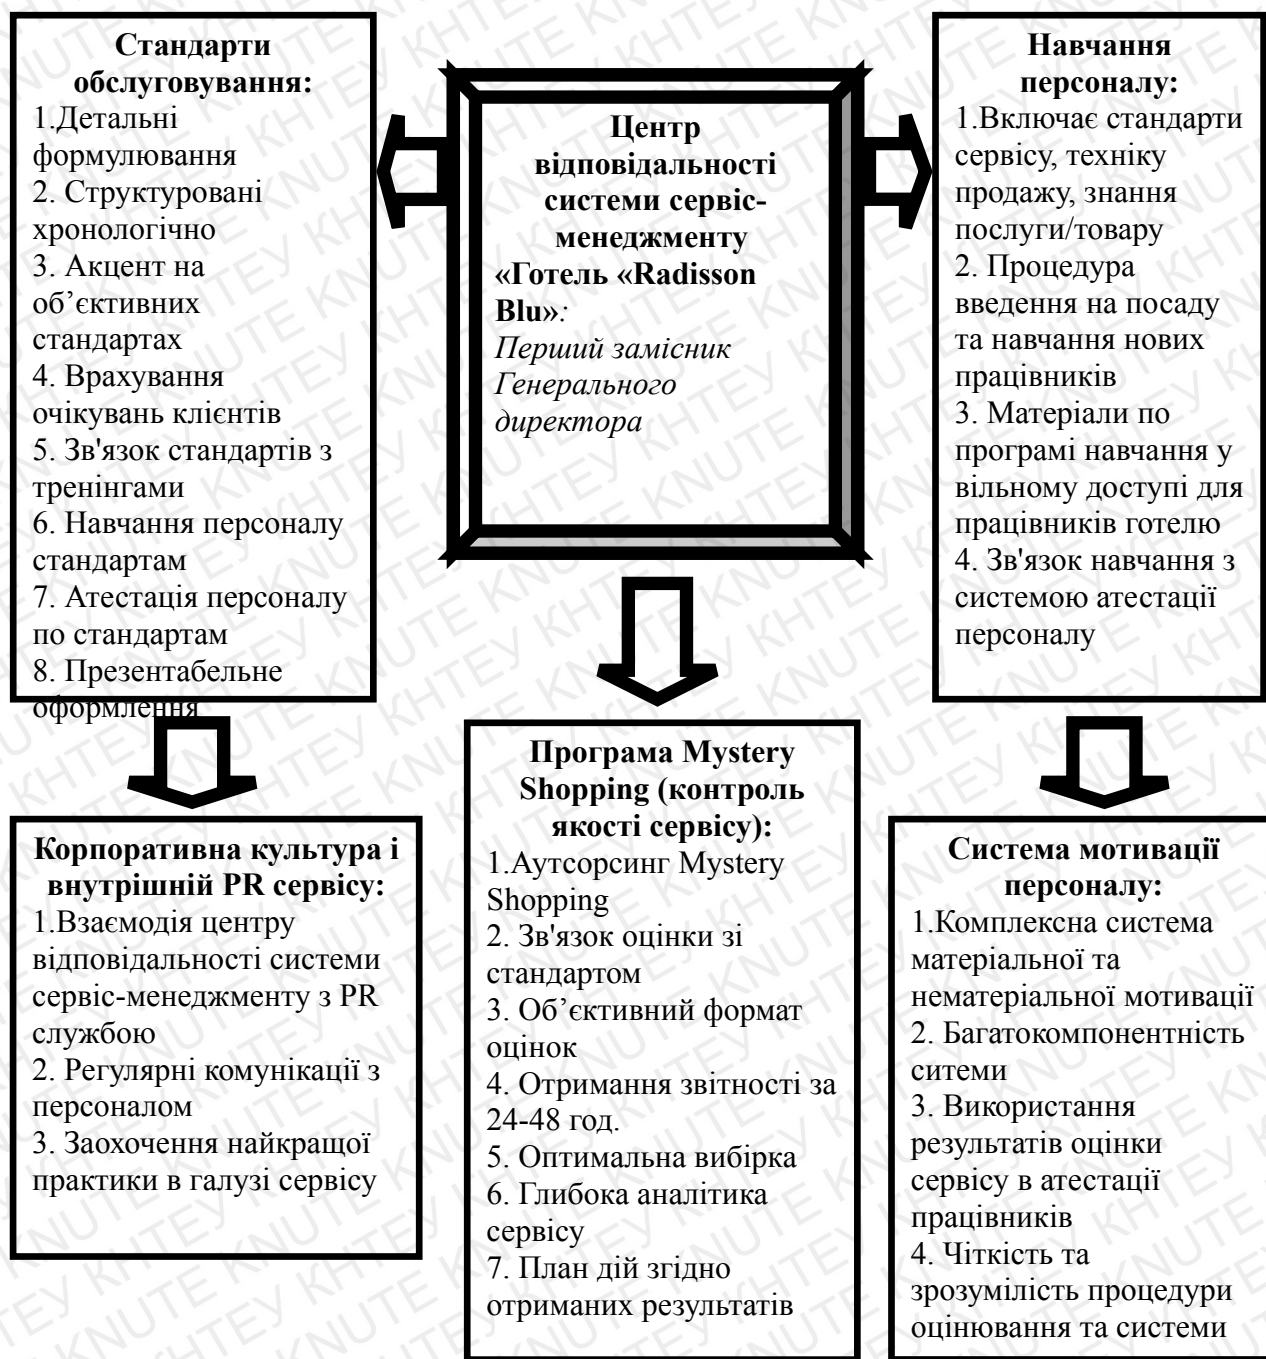 Стандарти
обслуговування:
1.Детальні
формулювання
2. Структуровані
хронологічно
3. Акцент на
об’єктивних
стандартах
4. Врахування
очікувань клієнтів
5. Зв'язок стандартів з
тренінгами
6. Навчання персоналу
стандартам
7. Атестація персоналу
по стандартам
8. Презентабельне
оформлення
Центр
відповідальності
системи сервіс-
менеджменту
«Готель «Radisson
Blu»:
Перший замісник
Генерального
директора
Навчання
персоналу:
1.Включає стандарти
сервісу, техніку
продажу, знання
послуги/товару
2. Процедура
введення на посаду
та навчання нових
працівників
3. Матеріали по
програмі навчання у
вільному доступі для
працівників готелю
4. Зв'язок навчання з
системою атестації
персоналу
Корпоративна культура і
внутрішній PR сервісу:
1.Взаємодія центру
відповідальності системи
сервіс-менеджменту з PR
службою
2. Регулярні комунікації з
персоналом
3. Заохочення найкращої
практики в галузі сервісу
Програма Mystery
Shopping (контроль
якості сервісу):
1.Аутсорсинг Mystery
Shopping
2. Зв'язок оцінки зі
стандартом
3. Об’єктивний формат
оцінок
4. Отримання звітності за
24-48 год.
5. Оптимальна вибірка
6. Глибока аналітика
сервісу
7. План дій згідно
отриманих результатів
Система мотивації
персоналу:
1.Комплексна система
матеріальної та
нематеріальної мотивації
2. Багатокомпонентність
ситеми
3. Використання
результатів оцінки
сервісу в атестації
працівників
4. Чіткість та
зрозумілість процедури
оцінювання та системи